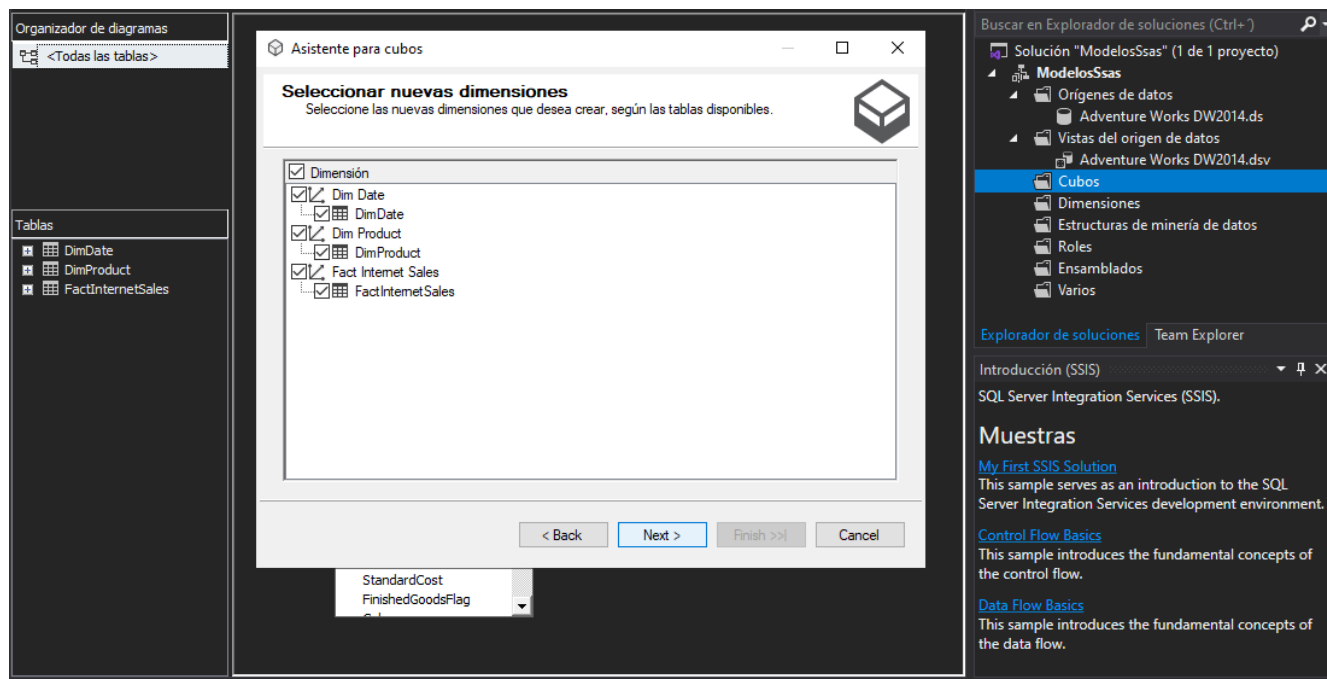 Organizador de diagramas
<Todas las tablas>
Tablas
DimDate
DimProduct
FactInternetSales
Asistente para cubos
Seleccionar nuevas dimensiones
Seleccione las nuevas dimensiones que desea crear, según las tablas disponibles.
Dimensión
Dim Date
DimDate
Dim Product
DimProduct
Fact Internet Sales
FactInternetSales
< Back
Next >
Finish >>|
Cancel
StandardCost
FinishedGoodsFlag
Buscar en Explorador de soluciones (Ctrl+´)
Solución "ModelosSsas" (1 de 1 proyecto)
ModelosSsas
Orígenes de datos
Adventure Works DW2014.ds
Vistas del origen de datos
Adventure Works DW2014.dsv
Cubos
Dimensiones
Estructuras de minería de datos
Roles
Ensamblados
Varios
Explorador de soluciones Team Explorer
Introducción (SSIS)
SQL Server Integration Services (SSIS).
Muestras
My First SSIS Solution
This sample serves as an introduction to the SQL
Server Integration Services development environment.
Control Flow Basics
This sample introduces the fundamental concepts of
the control flow.
Data Flow Basics
This sample introduces the fundamental concepts of
the data flow.